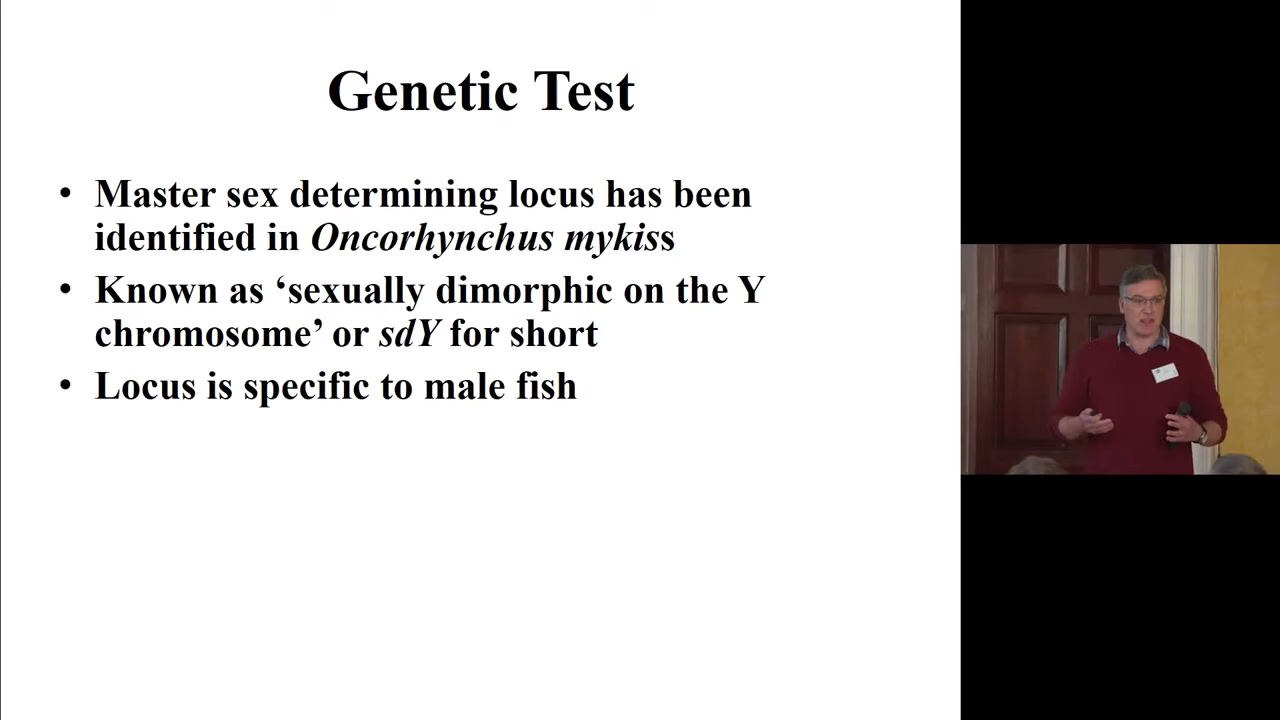 Genetic Test
• Master sex determining locus has been
identified in Oncorhynchus mykiss
• Known as ‘sexually dimorphic on the Y
chromosome’ or sdY for short
• Locus is specific to male fish